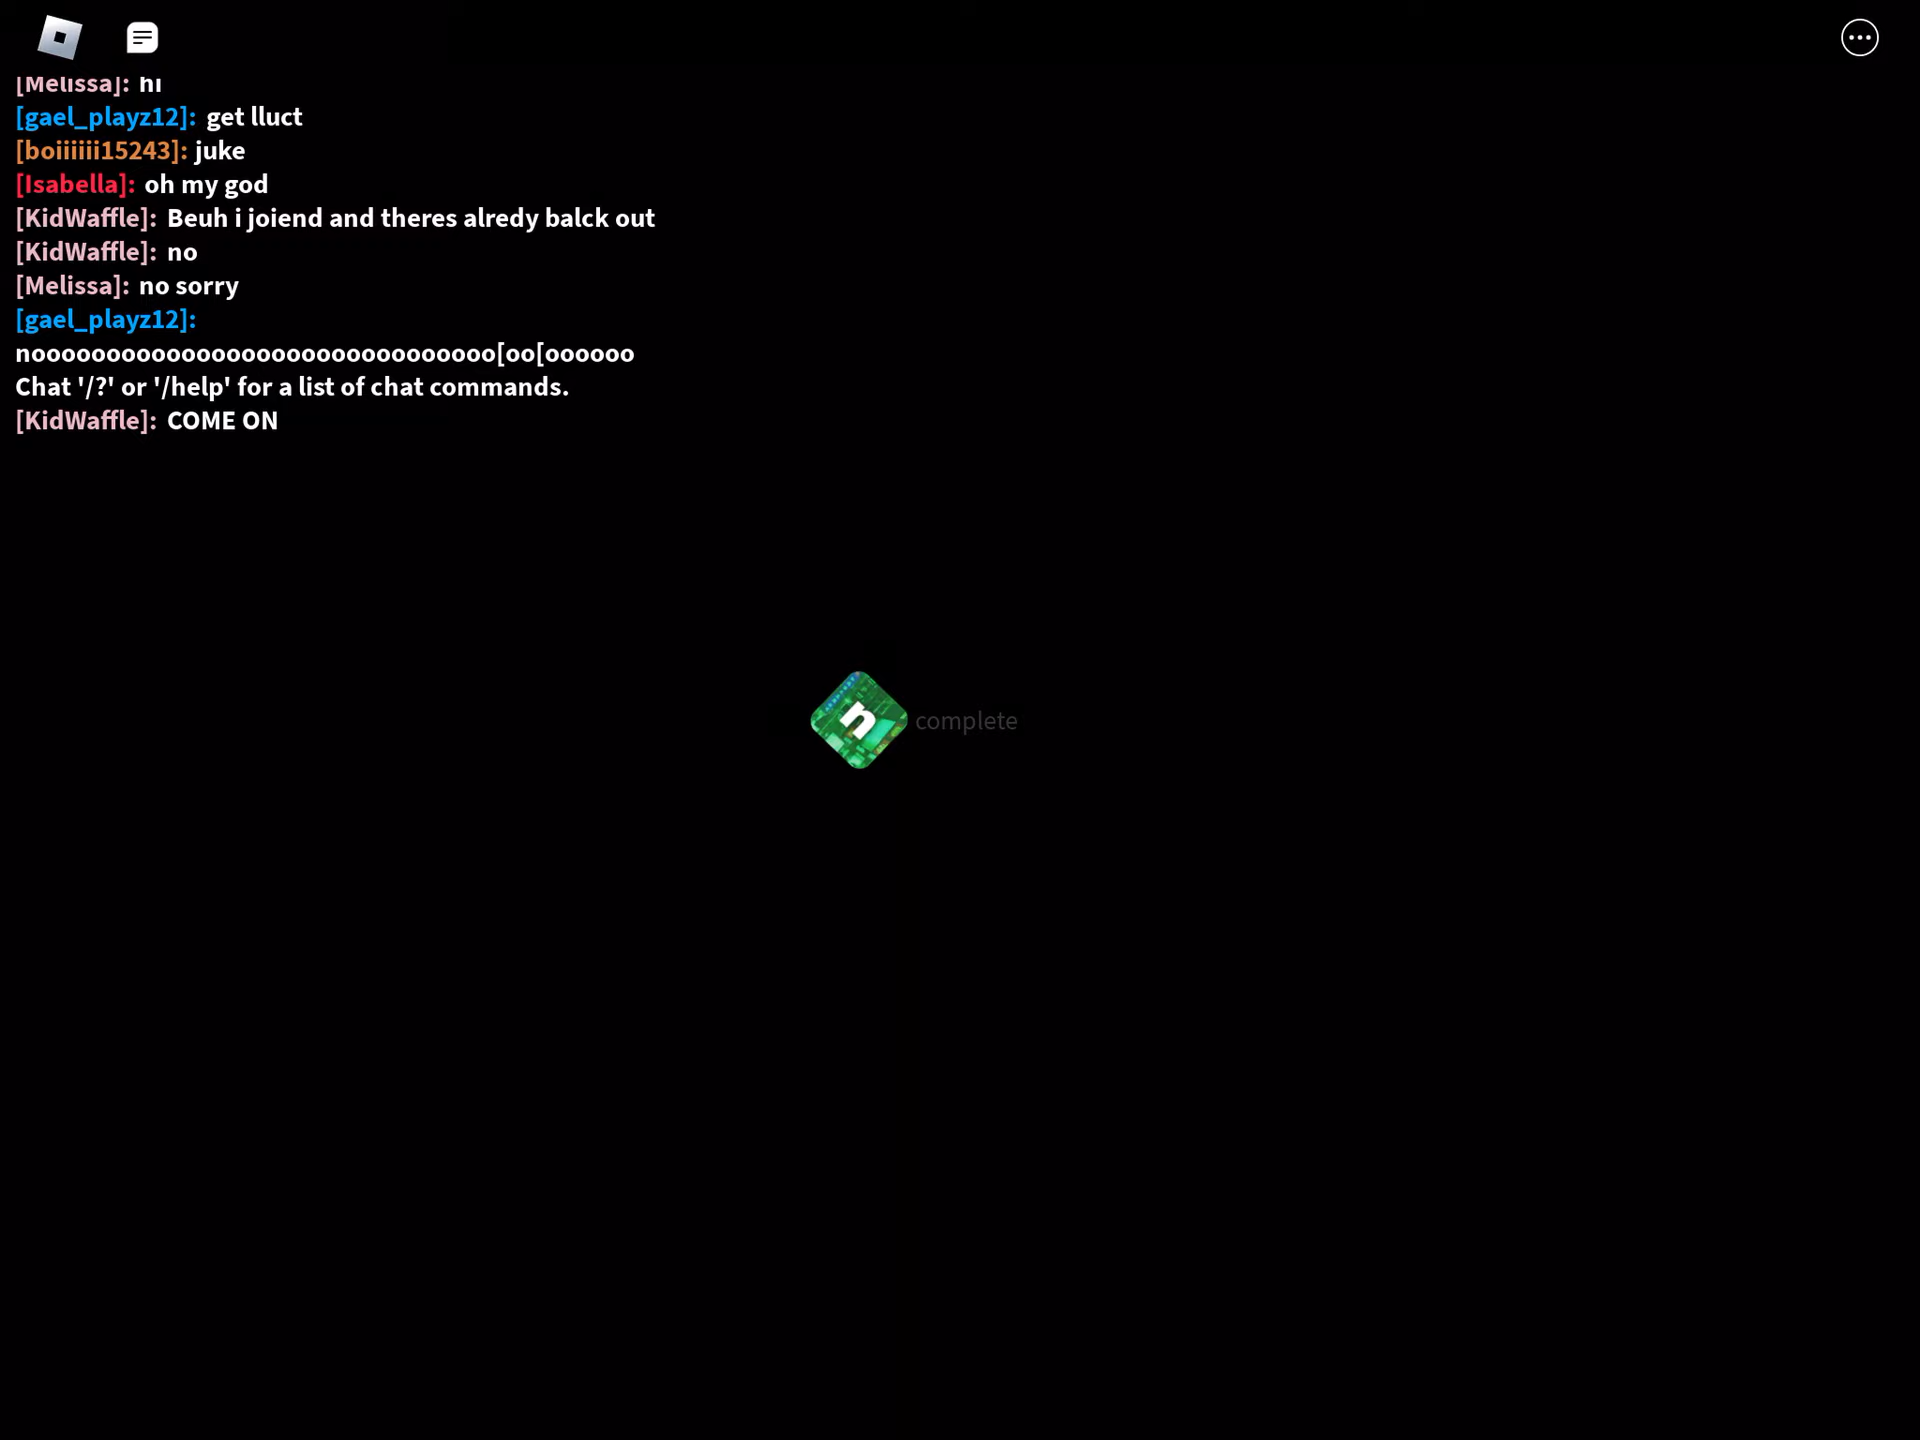 [Melissa]: hi
[gael_playz12]: get lluct
[boiiiiii15243]: juke
[Isabella]: oh my god
[KidWaffle]: Beuh i joiend and theres alredy balck out
[KidWaffle]: no
[Melissa]: no sorry
[gael_playz12]:
nooooooooooooooooooooooooooooooo[oo[oooooo
Chat '/?' or '/help' for a list of chat commands.
[KidWaffle]: COME ON
n complete